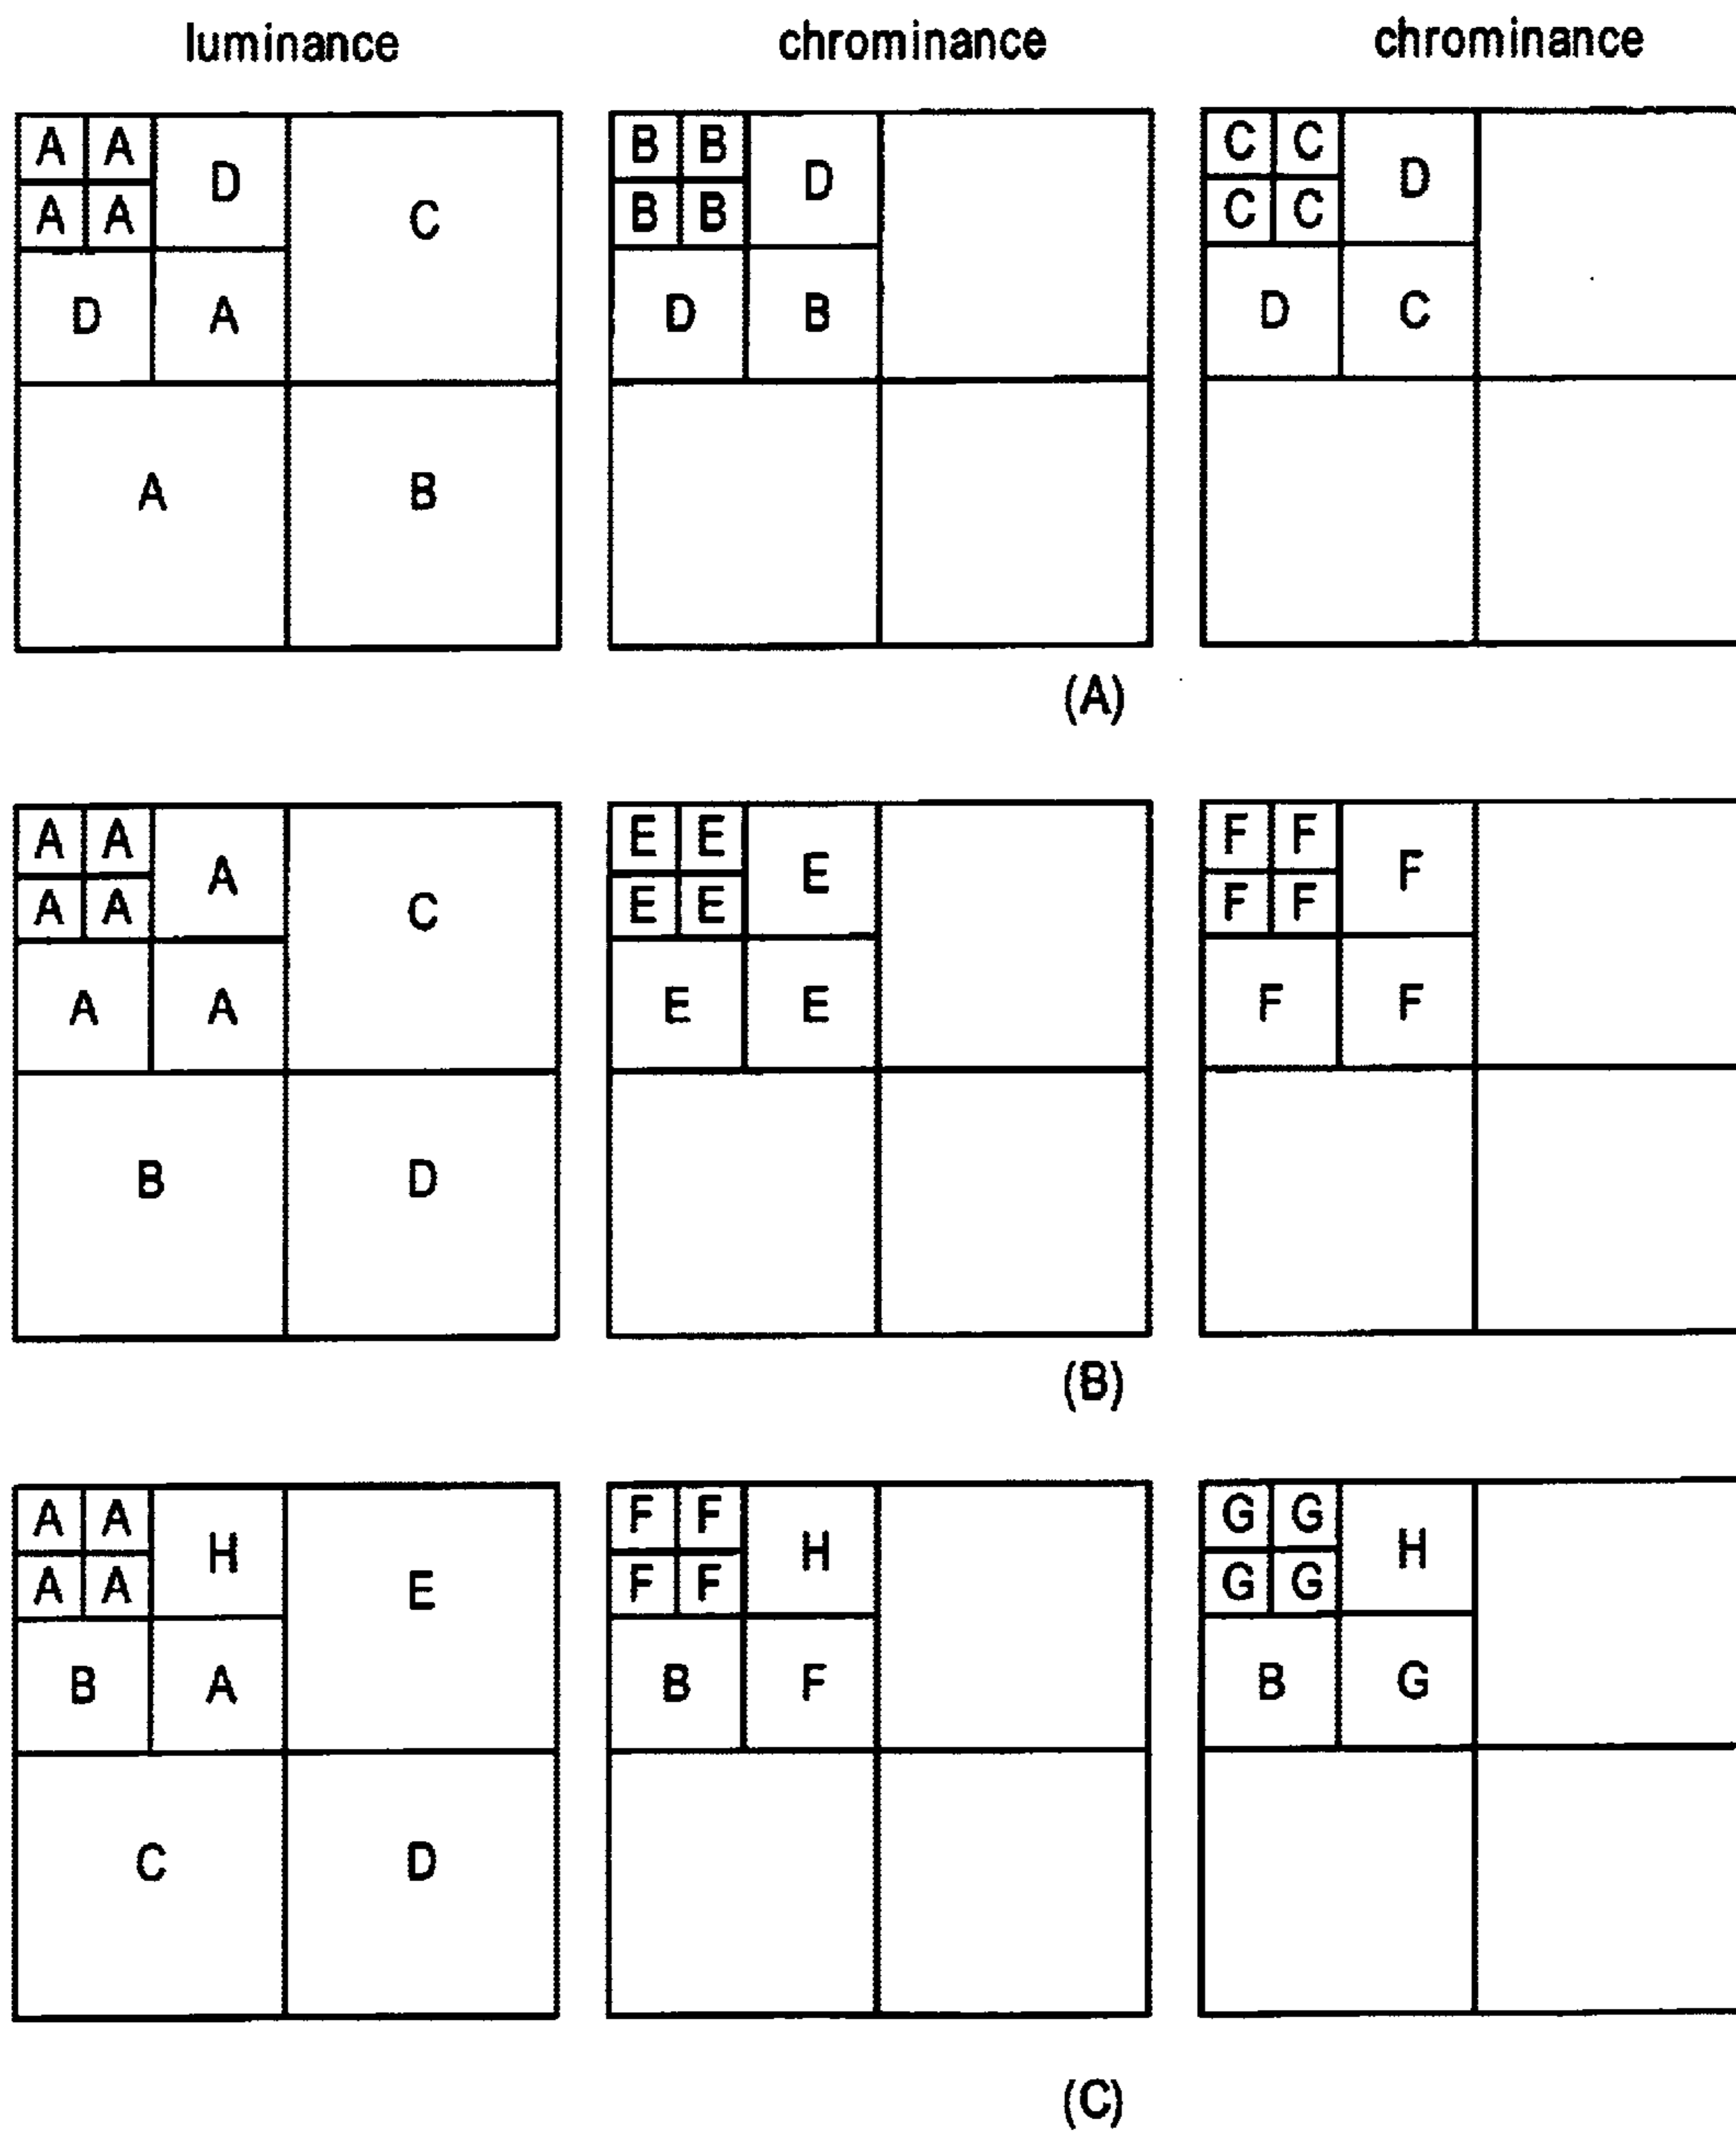 luminance chrominance chrominance
A A D C B B D C C D
A A B B C C
D A D B D C
A B
(A)
A A A C E E E F F F
A A E E F F
A A E E F F
B D
(B)
A A H E F F H G G H
A A F F G G
B A B F B G
C D
(C)